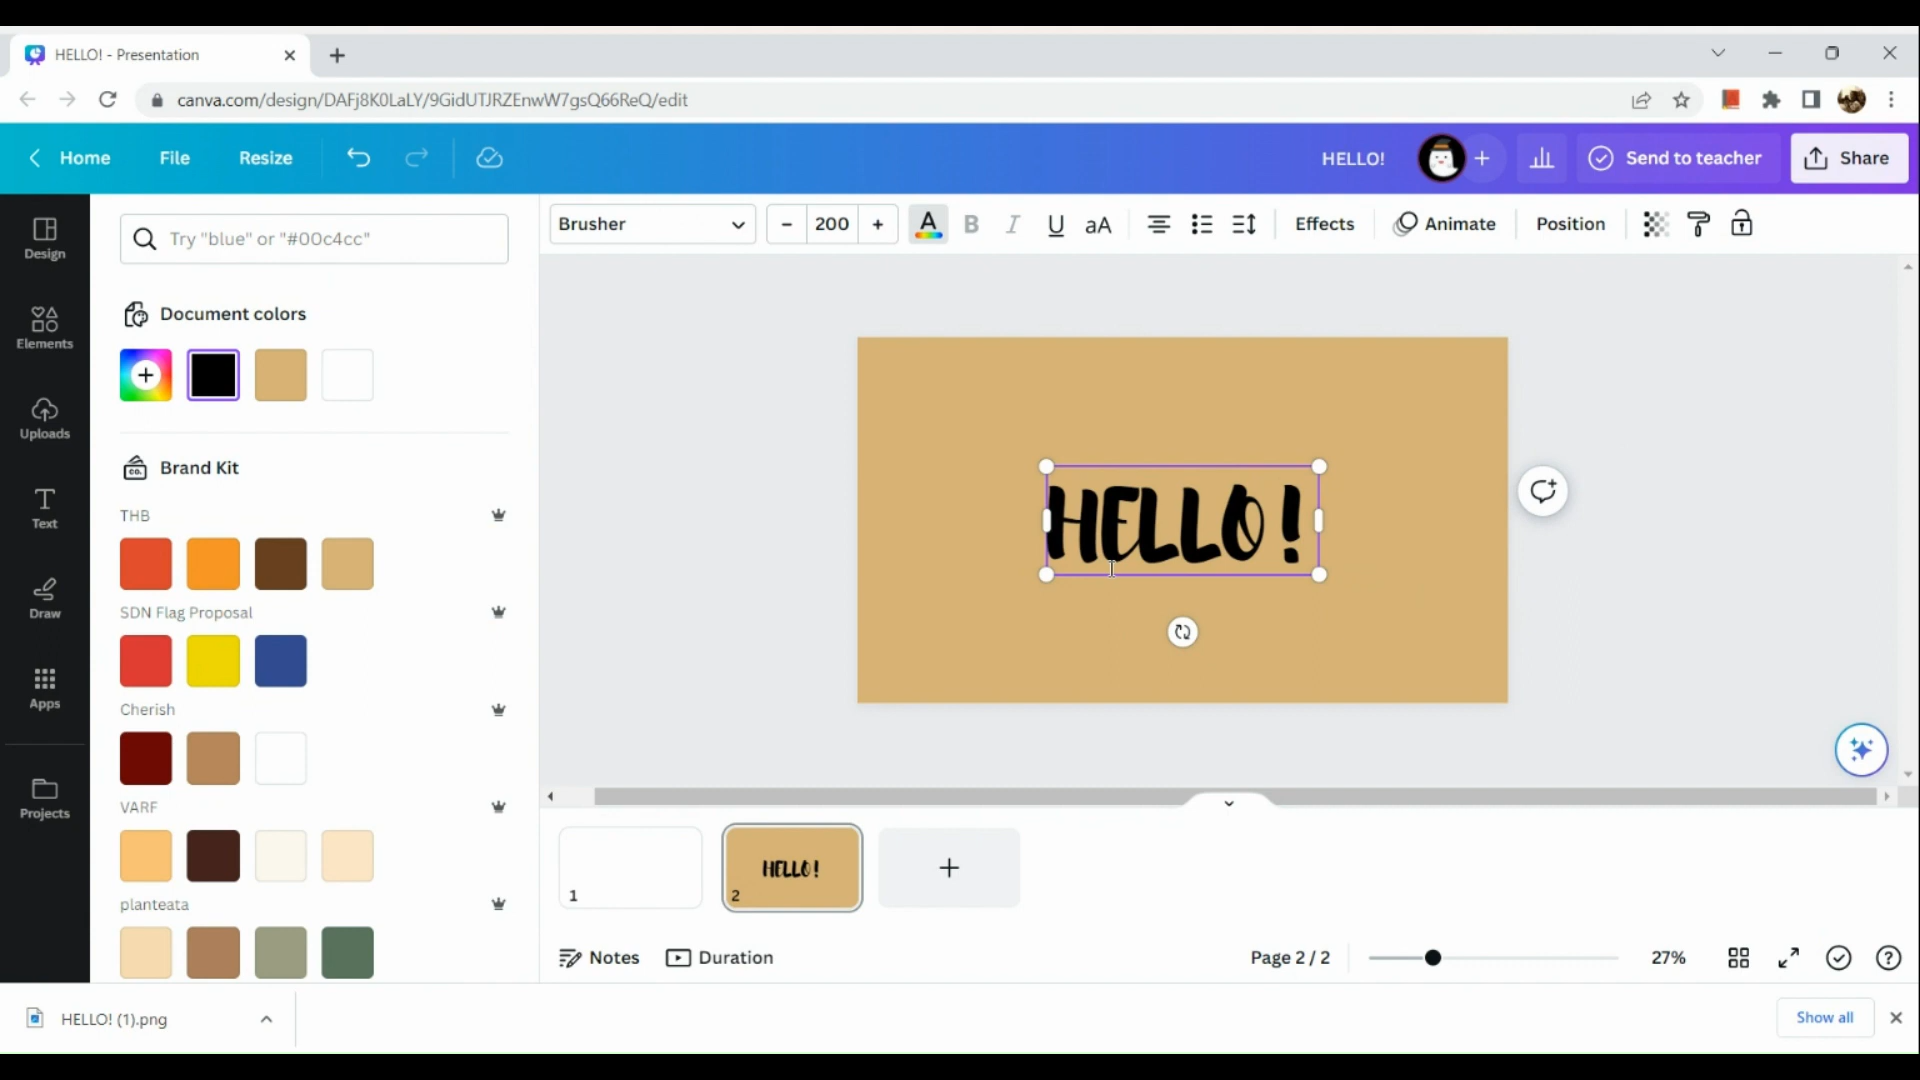 HELLO! - Presentation
canva.com/design/DAFj8K0LaLY/9GidUTJRZEnwW7gsQ66ReQ/edit
Home File Resize HELLO! Send to teacher Share
Design
Elements
Uploads
Text
Draw
Apps
Projects
Try "blue" or "#00c4cc"
Document colors
Brand Kit
CO.
THB
SDN Flag Proposal
Cherish
VARF
planteata
Brusher - 200 + A B I U aA Effects Animate Position
HELLO!
1
HELLO!
2
Notes Duration Page 2 / 2 27%
HELLO! (1).png Show all